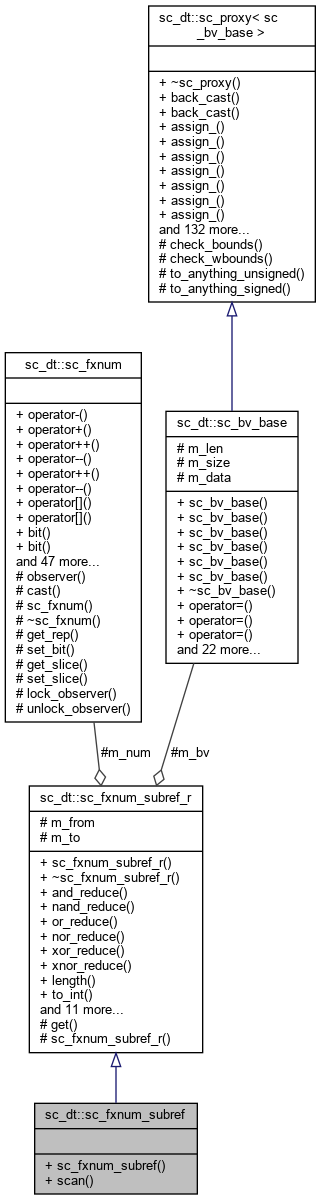 sc_dt::sc_proxy< sc
_bv_base >
+ ~sc_proxy()
+ back_cast()
+ back_cast()
+ assign_()
+ assign_()
+ assign_()
+ assign_()
+ assign_()
+ assign_()
+ assign_()
and 132 more...
# check_bounds()
# check_wbounds()
# to_anything_unsigned()
# to_anything_signed()
sc_dt::sc_fxnum
+ operator-()
+ operator+()
+ operator++()
+ operator--()
+ operator++()
+ operator--()
+ operator[]()
+ operator[]()
+ bit()
+ bit()
and 47 more...
# observer()
# cast()
# sc_fxnum()
# ~sc_fxnum()
# get_rep()
# set_bit()
# get_slice()
# set_slice()
# lock_observer()
# unlock_observer()
sc_dt::sc_bv_base
# m_len
# m_size
# m_data
+ sc_bv_base()
+ sc_bv_base()
+ sc_bv_base()
+ sc_bv_base()
+ sc_bv_base()
+ sc_bv_base()
+ ~sc_bv_base()
+ operator=()
+ operator=()
+ operator=()
and 22 more...
#m_num
#m_bv
sc_dt::sc_fxnum_subref_r
# m_from
# m_to
+ sc_fxnum_subref_r()
+ ~sc_fxnum_subref_r()
+ and_reduce()
+ nand_reduce()
+ or_reduce()
+ nor_reduce()
+ xor_reduce()
+ xnor_reduce()
+ length()
+ to_int()
and 11 more...
# get()
# sc_fxnum_subref_r()
sc_dt::sc_fxnum_subref
+ sc_fxnum_subref()
+ scan()